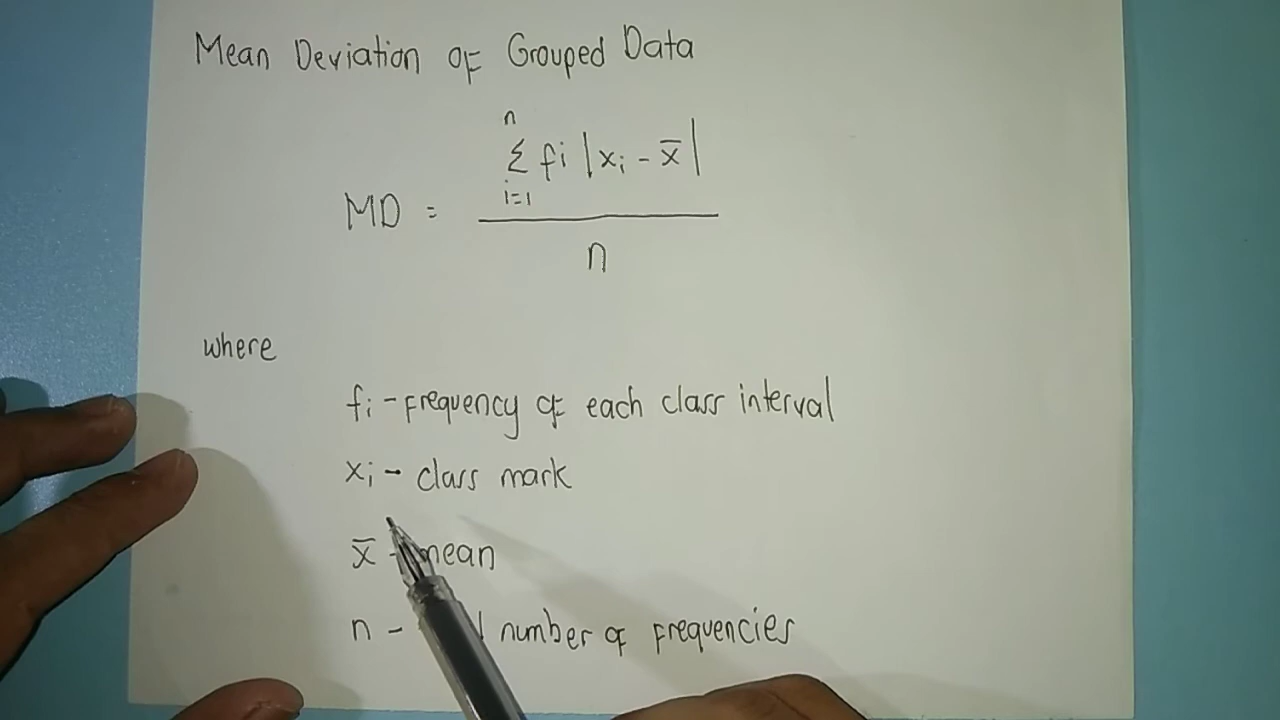 Mean Deviation of Grouped Data
n
Σ fi |xi - x̄|
i=1
MD =
n
where
fi - frequency of each class interval
xi - class mark
x̄ - mean
n - number of frequencies